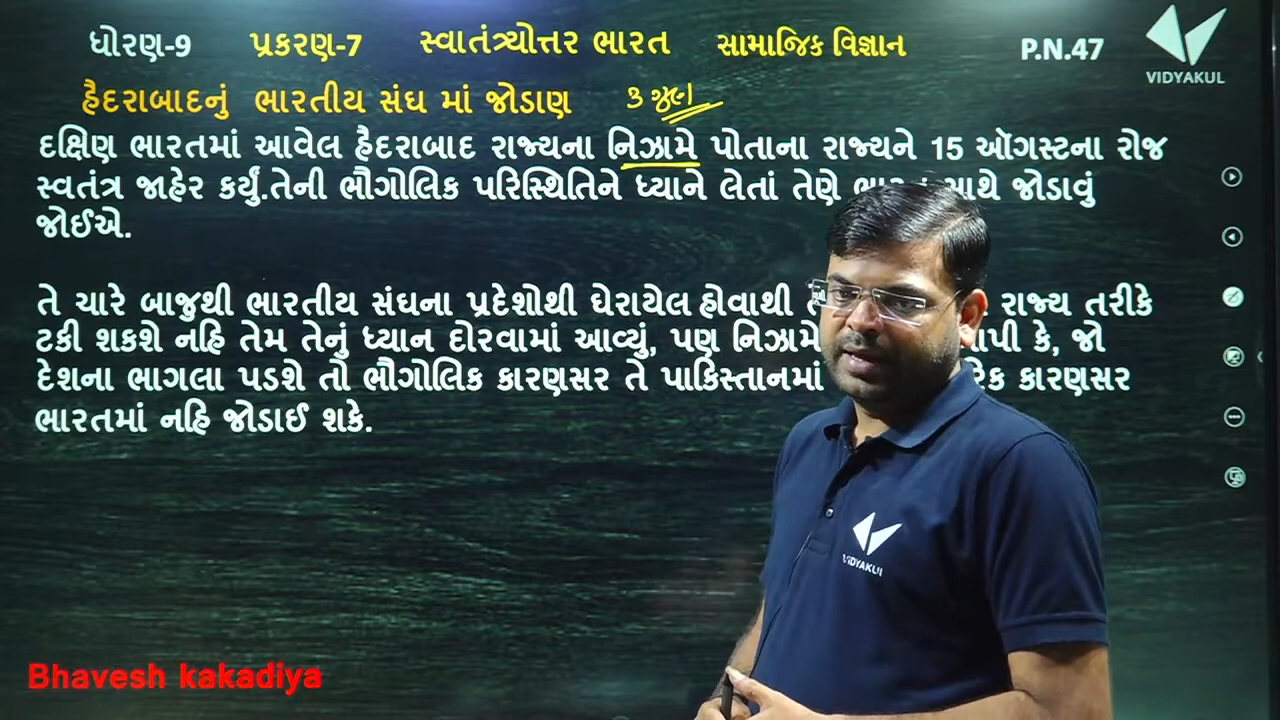 ધોરણ-9 પ્રકરણ-7 સ્વાતંત્ર્યોત્તર ભારત સામાજિક વિજ્ઞાન P.N.47
VIDYAKUL
હૈદરાબાદનું ભારતીય સંઘ માં જોડાણ
દક્ષિણ ભારતમાં આવેલ હૈદરાબાદ રાજ્યના નિઝામે પોતાના રાજ્યને 15 ઑગસ્ટના રોજ
સ્વતંત્ર જાહેર કર્યું.તેની ભૌગોલિક પરિસ્થિતિને ધ્યાને લેતાં તેણે સાથે જોડાવું
જોઈએ.
તે ચારે બાજુથી ભારતીય સંઘના પ્રદેશોથી ઘેરાયેલ હોવાથી રાજ્ય તરીકે
ટકી શકશે નહિ તેમ તેનું ધ્યાન દોરવામાં આવ્યું, પણ નિઝામે કે, જો
દેશના ભાગલા પડશે તો ભૌગોલિક કારણસર તે પાકિસ્તાનમાં કારણસર
ભારતમાં નહિ જોડાઈ શકે.
VIDYAKUL
Bhavesh kakadiya